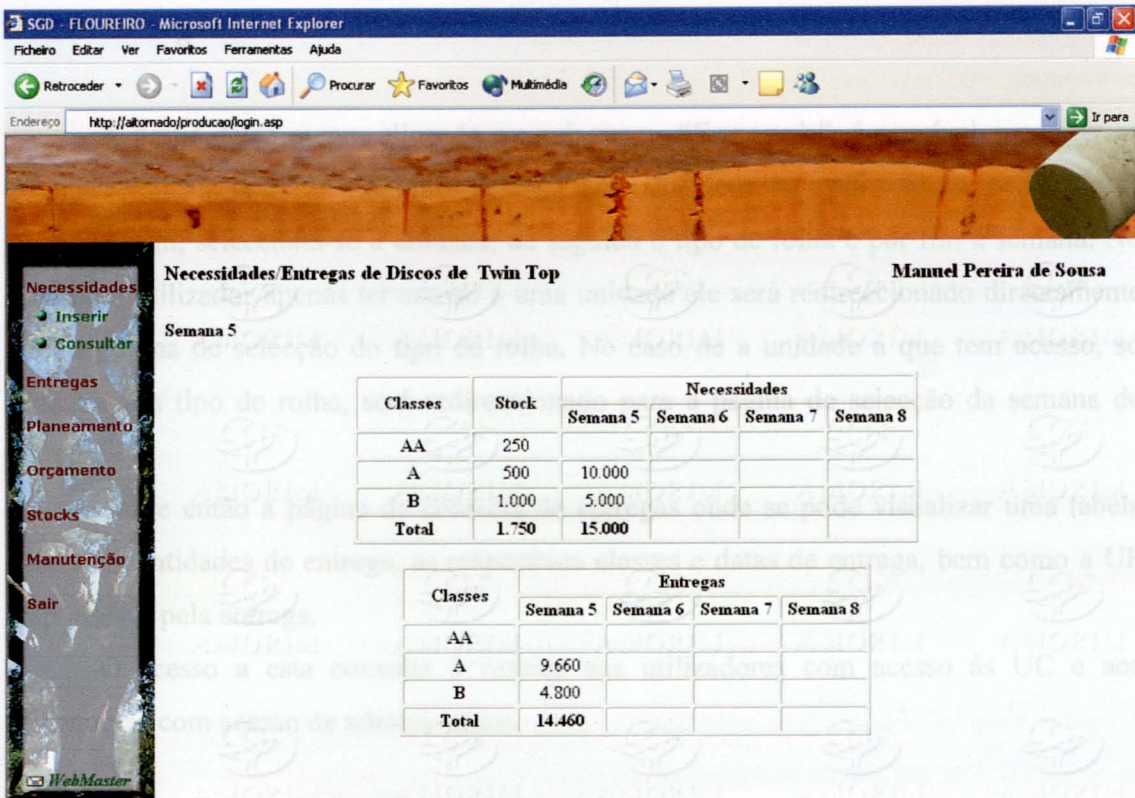 SGD - FLOUREIRO - Microsoft Internet Explorer
Ficheiro Editar Ver Favoritos Ferramentas Ajuda
Retroceder Procurar Favoritos Multimédia
Endereço http://aitornado/producao/login.asp Ir para
Necessidades/Entregas de Discos de Twin Top Manuel Pereira de Sousa
Semana 5
Necessidades
Inserir
Consultar
Entregas
Planeamento
Orçamento
Stocks
Manutenção
Sair
WebMaster
Classes Stock Necessidades
Semana 5 Semana 6 Semana 7 Semana 8
AA 250
A 500 10.000
B 1.000 5.000
Total 1.750 15.000
Classes Entregas
Semana 5 Semana 6 Semana 7 Semana 8
AA
A 9.660
B 4.800
Total 14.460